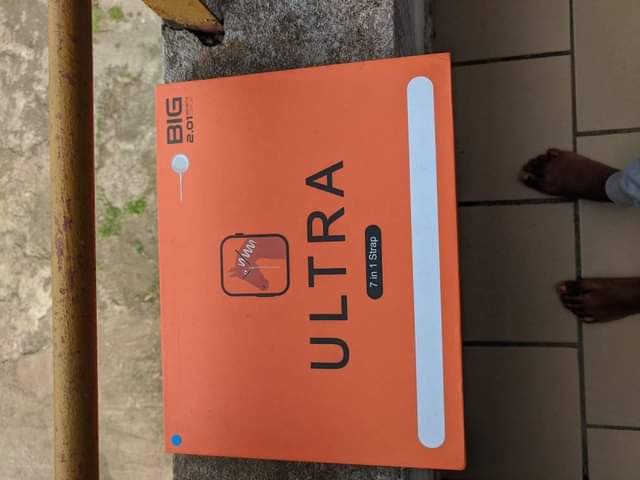 BIG
2.01
ULTRA
7 in 1 Strap